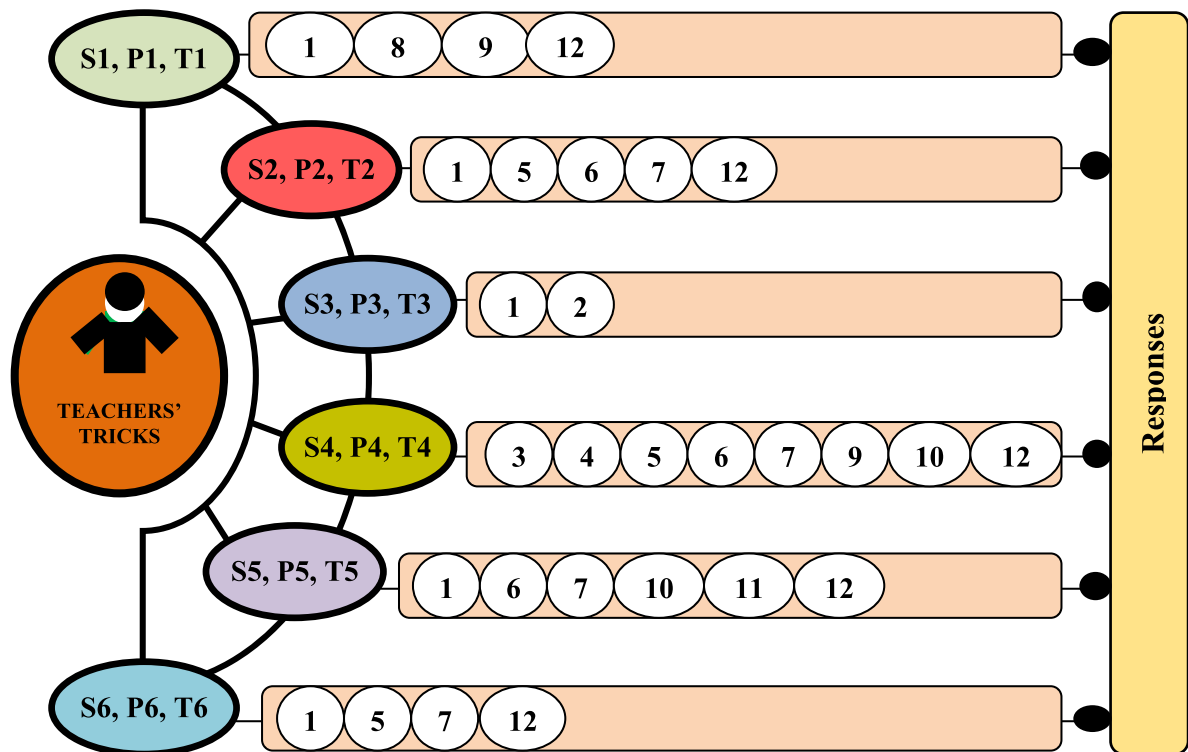 S1, P1, T1
1 8 9 12
S2, P2, T2
1 5 6 7 12
S3, P3, T3
1 2
TEACHERS'
TRICKS
S4, P4, T4
3 4 5 6 7 9 10 12
S5, P5, T5
1 6 7 10 11 12
S6, P6, T6
1 5 7 12
Responses